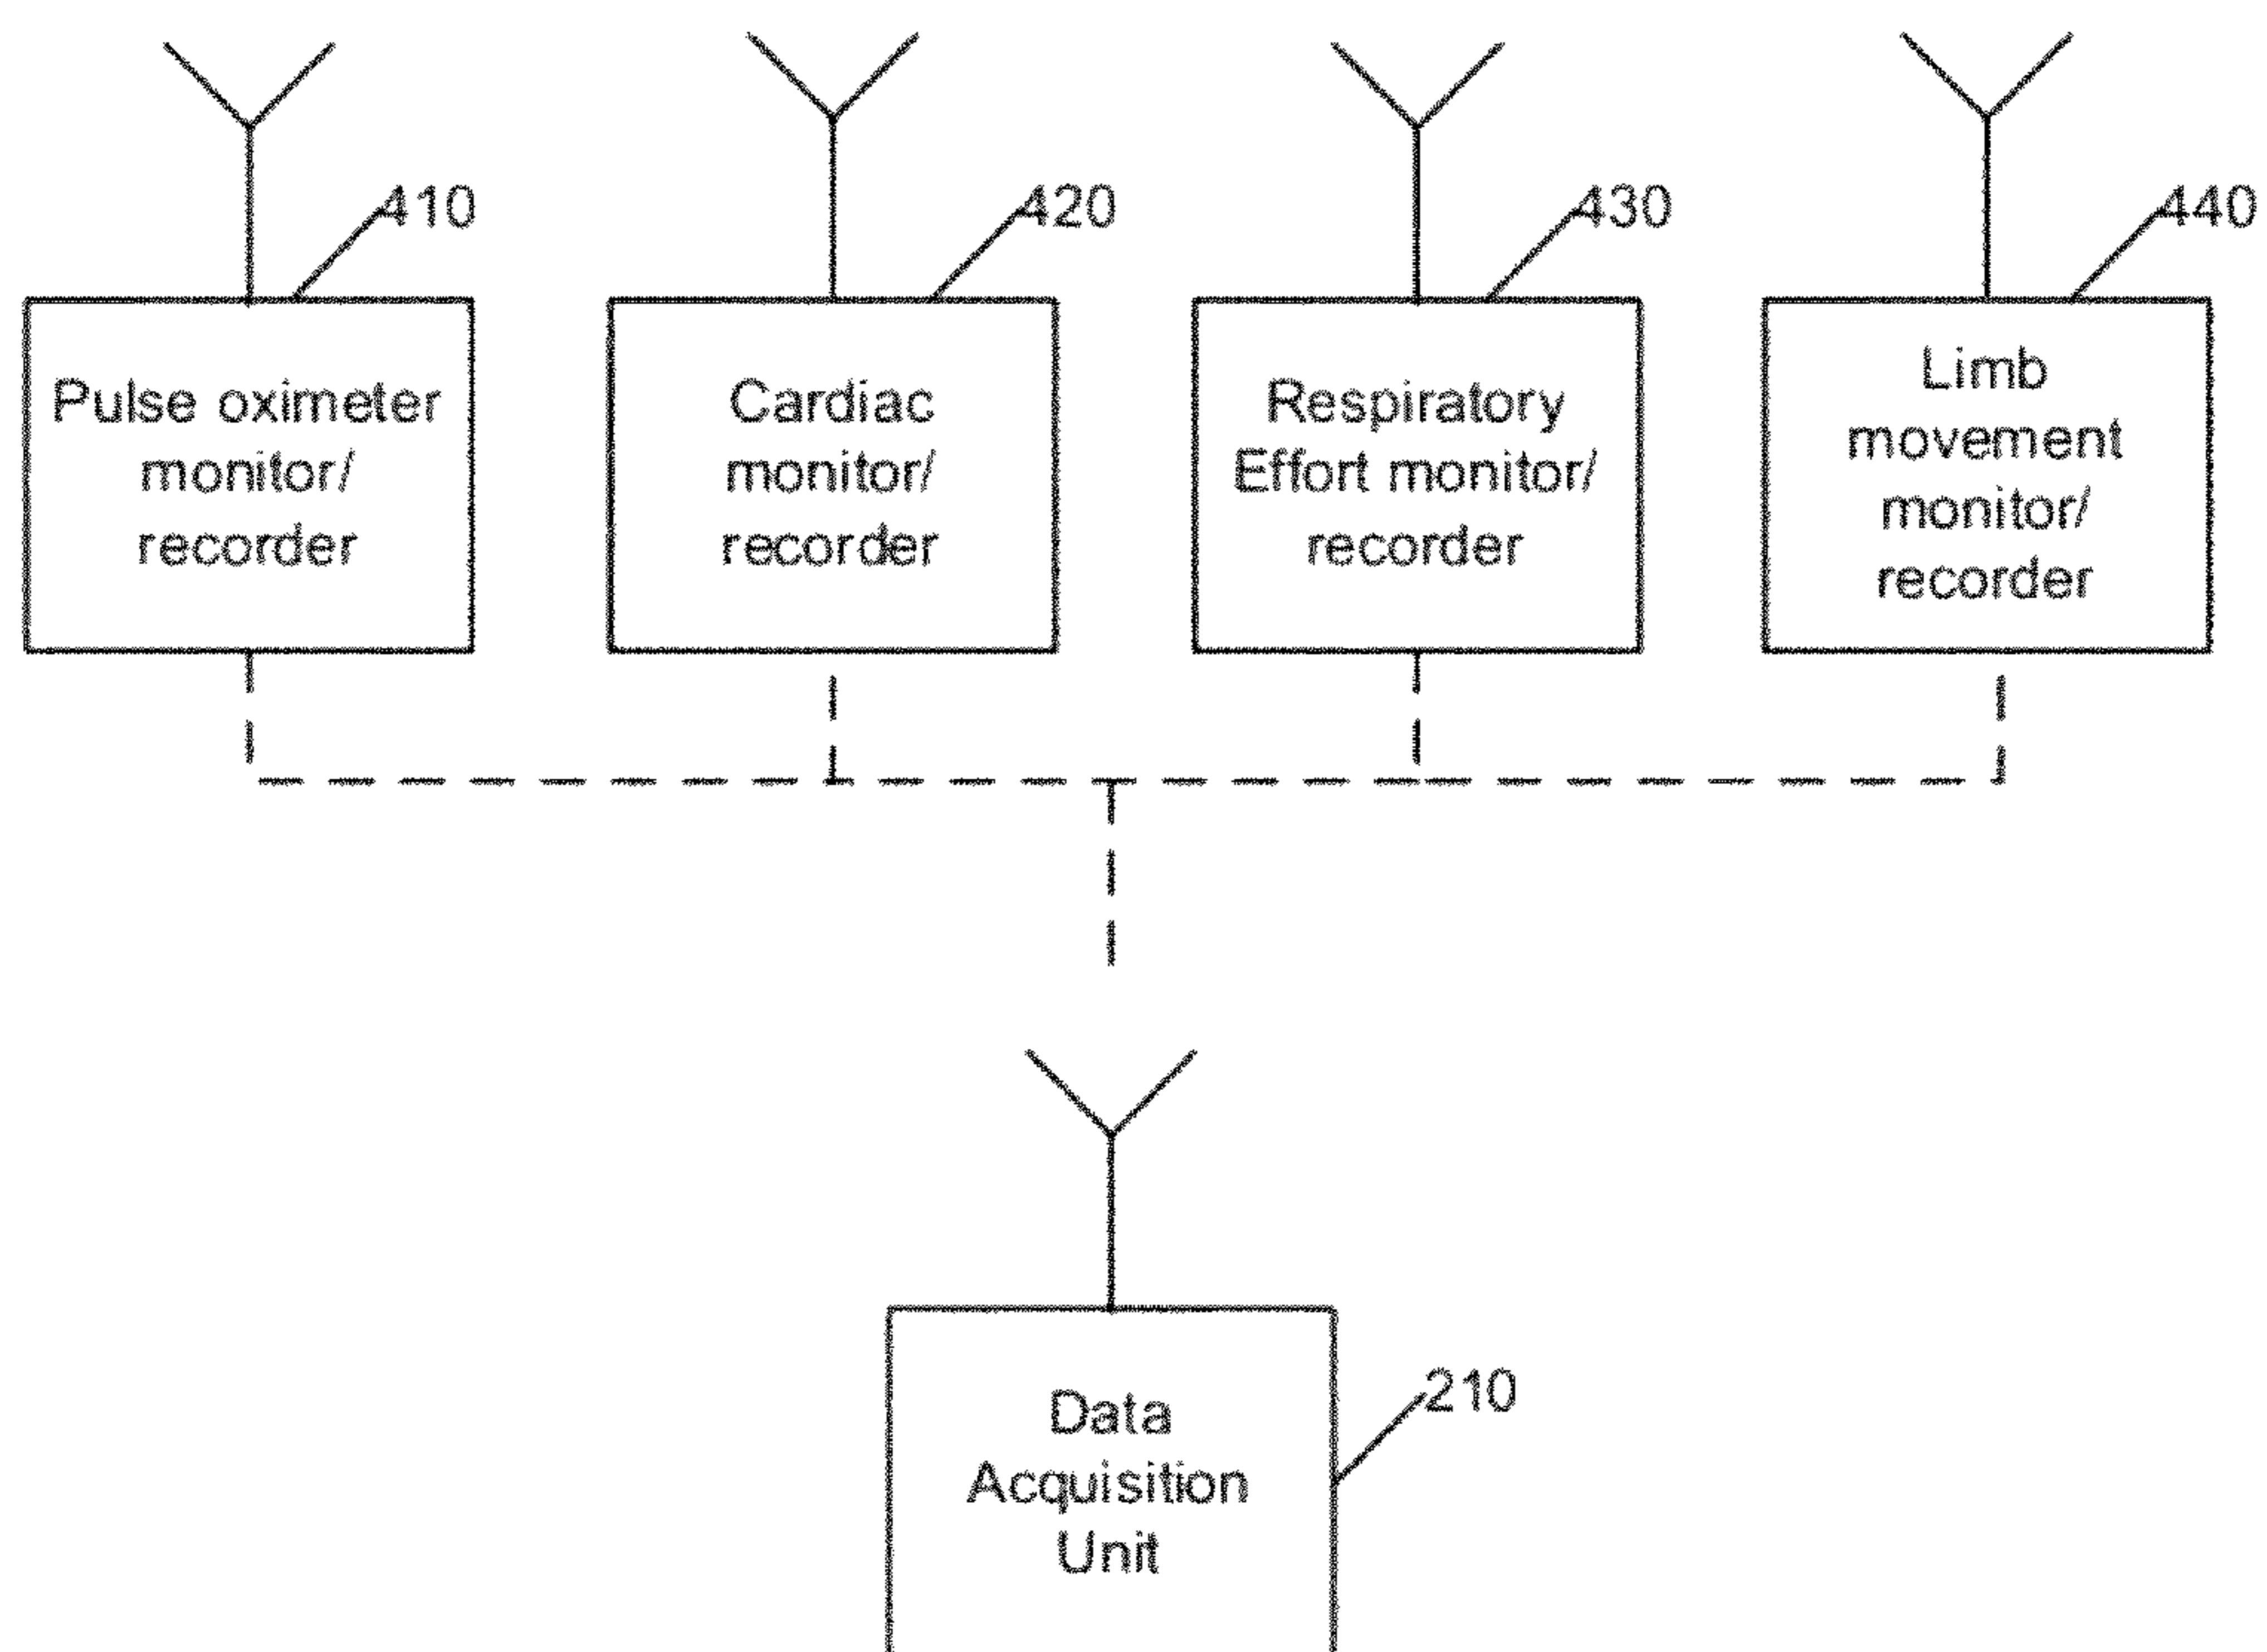 410
420
430
440
Pulse oximeter
monitor/
recorder
Cardiac
monitor/
recorder
Respiratory
Effort monitor/
recorder
Limb
movement
monitor/
recorder
210
Data
Acquisition
Unit